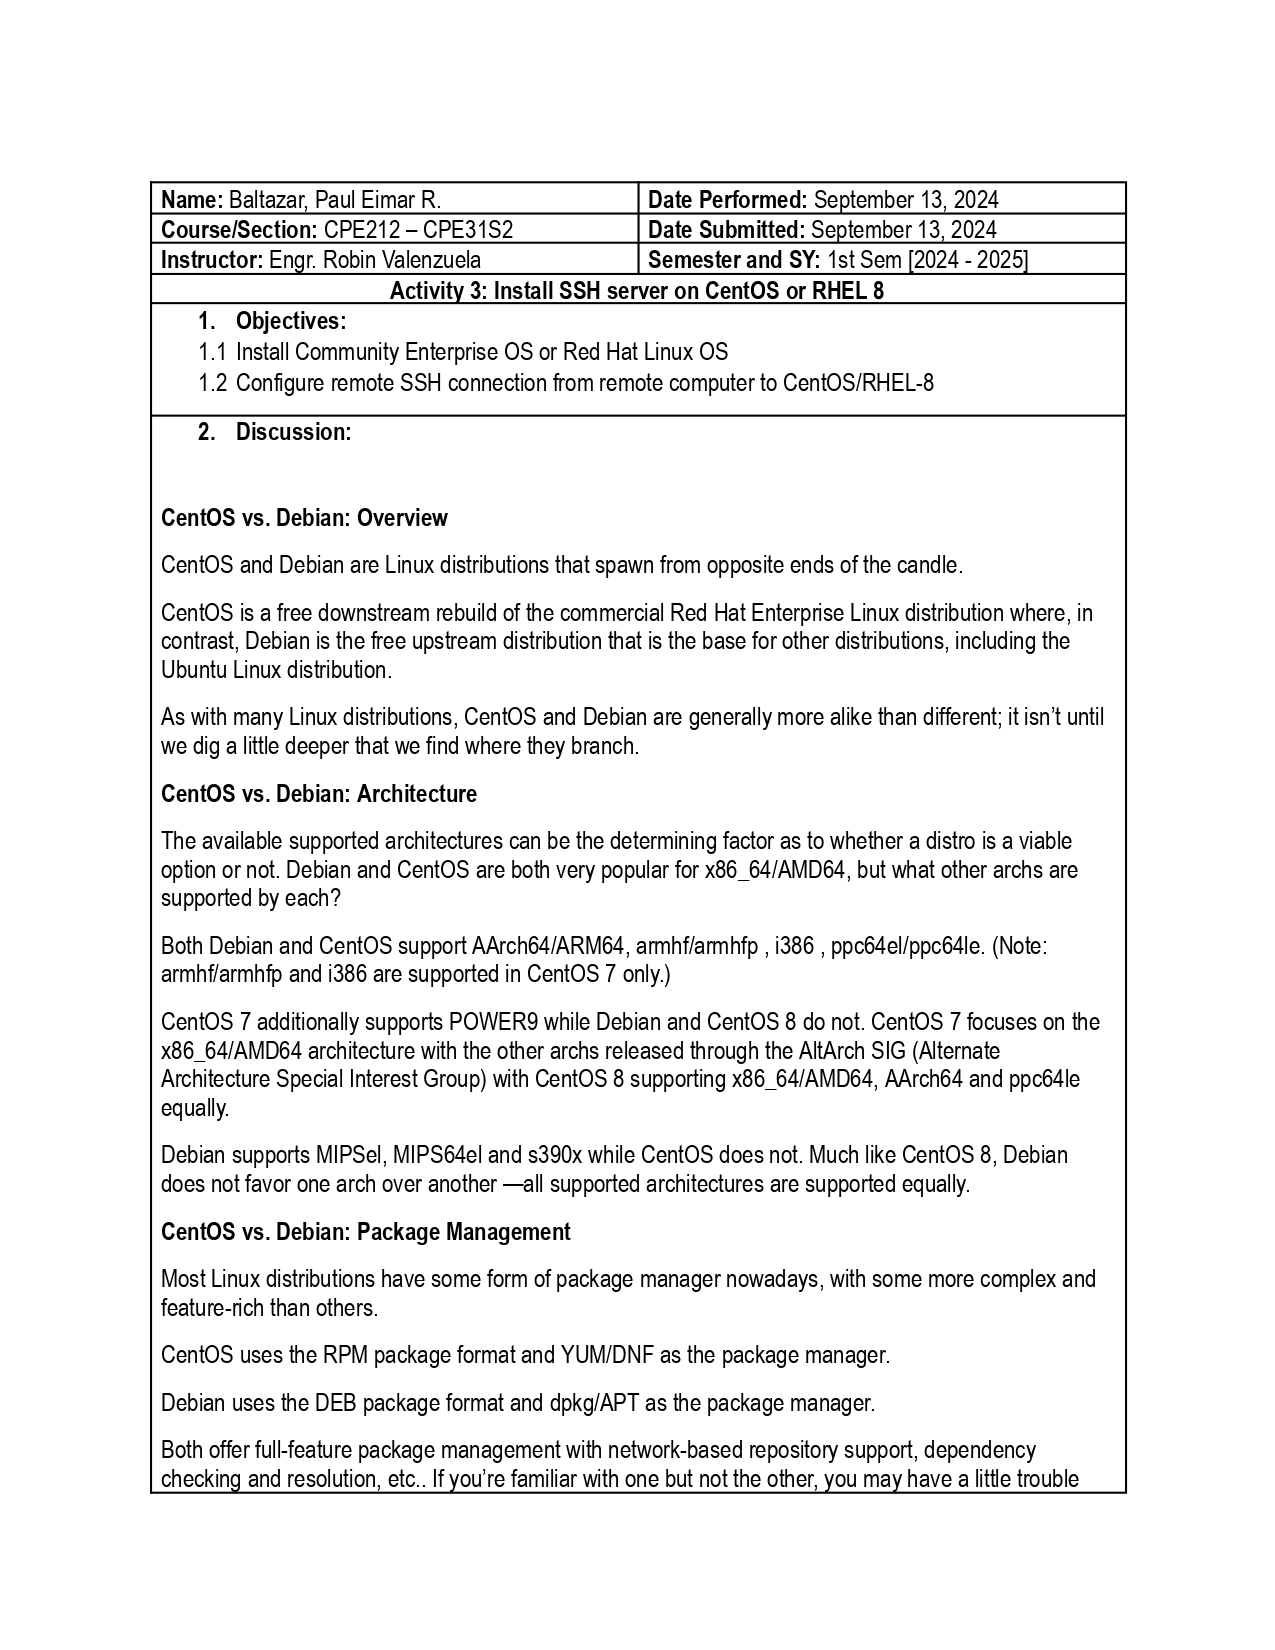 Name: Baltazar, Paul Eimar R.
Date Performed: September 13, 2024
Course/Section: CPE212 – CPE31S2
Date Submitted: September 13, 2024
Instructor: Engr. Robin Valenzuela
Semester and SY: 1st Sem [2024 - 2025]
Activity 3: Install SSH server on CentOS or RHEL 8
1. Objectives:
1.1 Install Community Enterprise OS or Red Hat Linux OS
1.2 Configure remote SSH connection from remote computer to CentOS/RHEL-8
2. Discussion:
CentOS vs. Debian: Overview
CentOS and Debian are Linux distributions that spawn from opposite ends of the candle.
CentOS is a free downstream rebuild of the commercial Red Hat Enterprise Linux distribution where, in
contrast, Debian is the free upstream distribution that is the base for other distributions, including the
Ubuntu Linux distribution.
As with many Linux distributions, CentOS and Debian are generally more alike than different; it isn’t until
we dig a little deeper that we find where they branch.
CentOS vs. Debian: Architecture
The available supported architectures can be the determining factor as to whether a distro is a viable
option or not. Debian and CentOS are both very popular for x86_64/AMD64, but what other archs are
supported by each?
Both Debian and CentOS support AArch64/ARM64, armhf/armhfp , i386 , ppc64el/ppc64le. (Note:
armhf/armhfp and i386 are supported in CentOS 7 only.)
CentOS 7 additionally supports POWER9 while Debian and CentOS 8 do not. CentOS 7 focuses on the
x86_64/AMD64 architecture with the other archs released through the AltArch SIG (Alternate
Architecture Special Interest Group) with CentOS 8 supporting x86_64/AMD64, AArch64 and ppc64le
equally.
Debian supports MIPSel, MIPS64el and s390x while CentOS does not. Much like CentOS 8, Debian
does not favor one arch over another —all supported architectures are supported equally.
CentOS vs. Debian: Package Management
Most Linux distributions have some form of package manager nowadays, with some more complex and
feature-rich than others.
CentOS uses the RPM package format and YUM/DNF as the package manager.
Debian uses the DEB package format and dpkg/APT as the package manager.
Both offer full-feature package management with network-based repository support, dependency
checking and resolution, etc.. If you’re familiar with one but not the other, you may have a little trouble